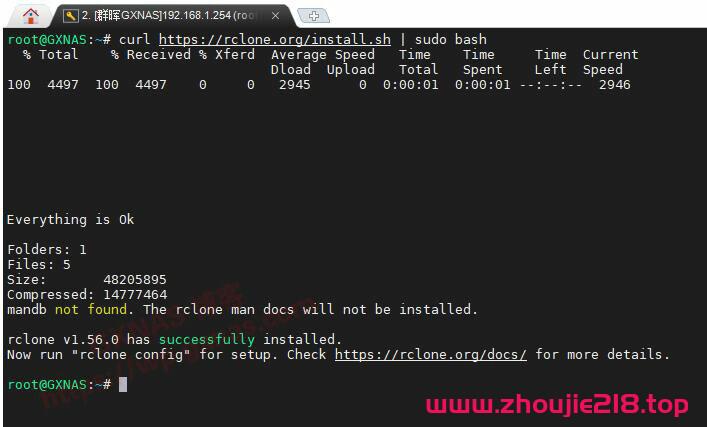 2. [群晖GXNAS]192.168.1.254 (root
root@GXNAS:~# curl https://rclone.org/install.sh | sudo bash
% Total % Received % Xferd Average Speed Time Time Time Current
Dload Upload Total Spent Left Speed
100 4497 100 4497 0 0 2945 0 0:00:01 0:00:01 --:--:-- 2946
Everything is Ok
Folders: 1
Files: 5
Size: 48205895
Compressed: 14777464
mandb not found. The rclone man docs will not be installed.
rclone v1.56.0 has successfully installed.
Now run "rclone config" for setup. Check https://rclone.org/docs/ for more details.
root@GXNAS:~#
www.zhoujie218.top